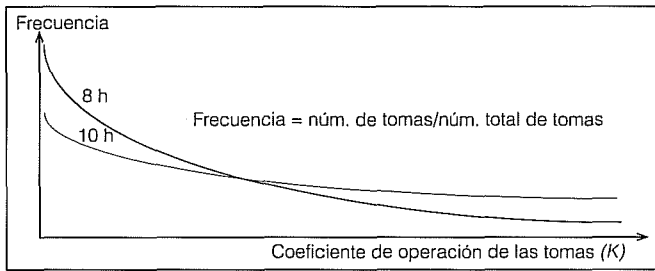 Frecuencia
8 h
10 h
Frecuencia = núm. de tomas/núm. total de tomas
Coeficiente de operación de las tomas (K)